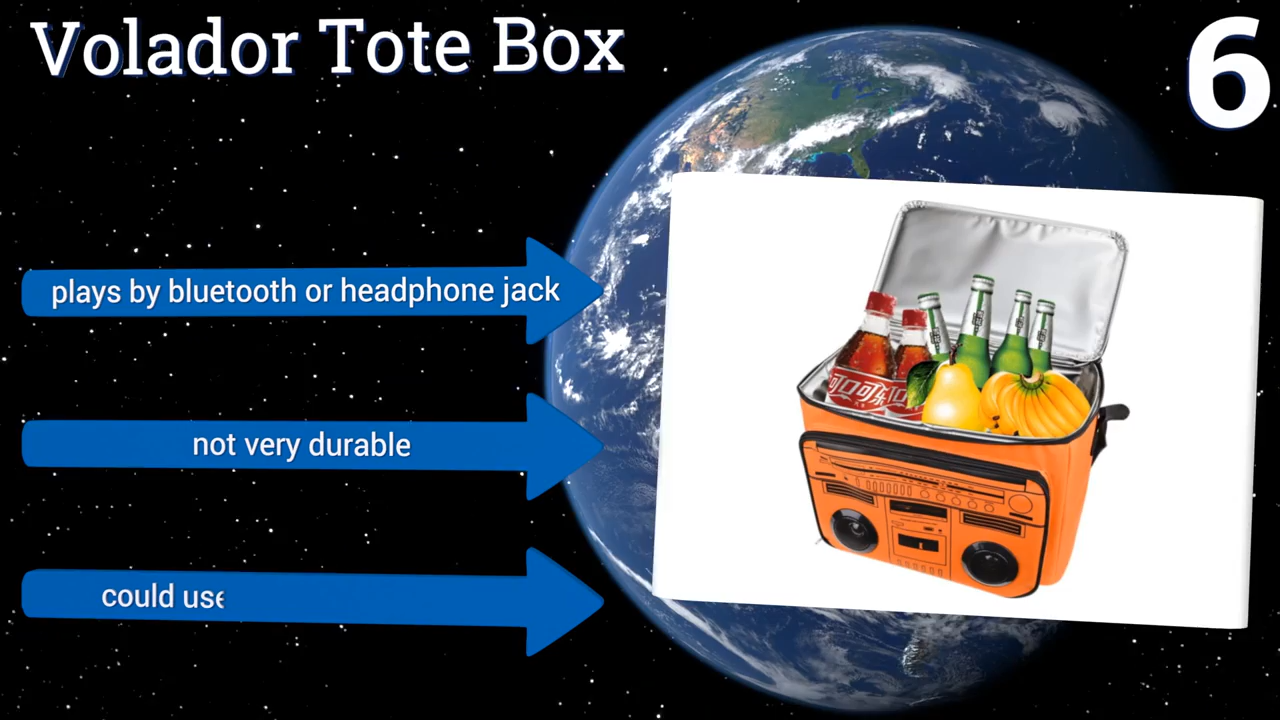 Volador Tote Box
6
plays by bluetooth or headphone jack
not very durable
could use
可口可乐